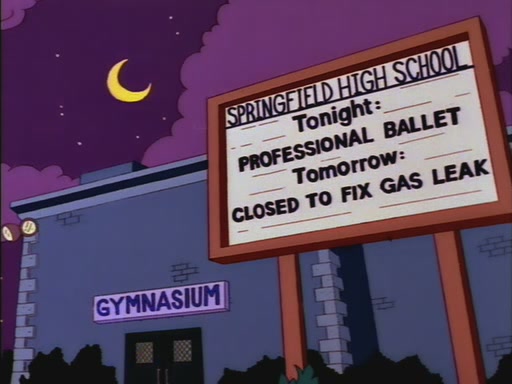 SPRINGFIELD HIGH SCHOOL
Tonight:
PROFESSIONAL BALLET
Tomorrow:
CLOSED TO FIX GAS LEAK
GYMNASIUM